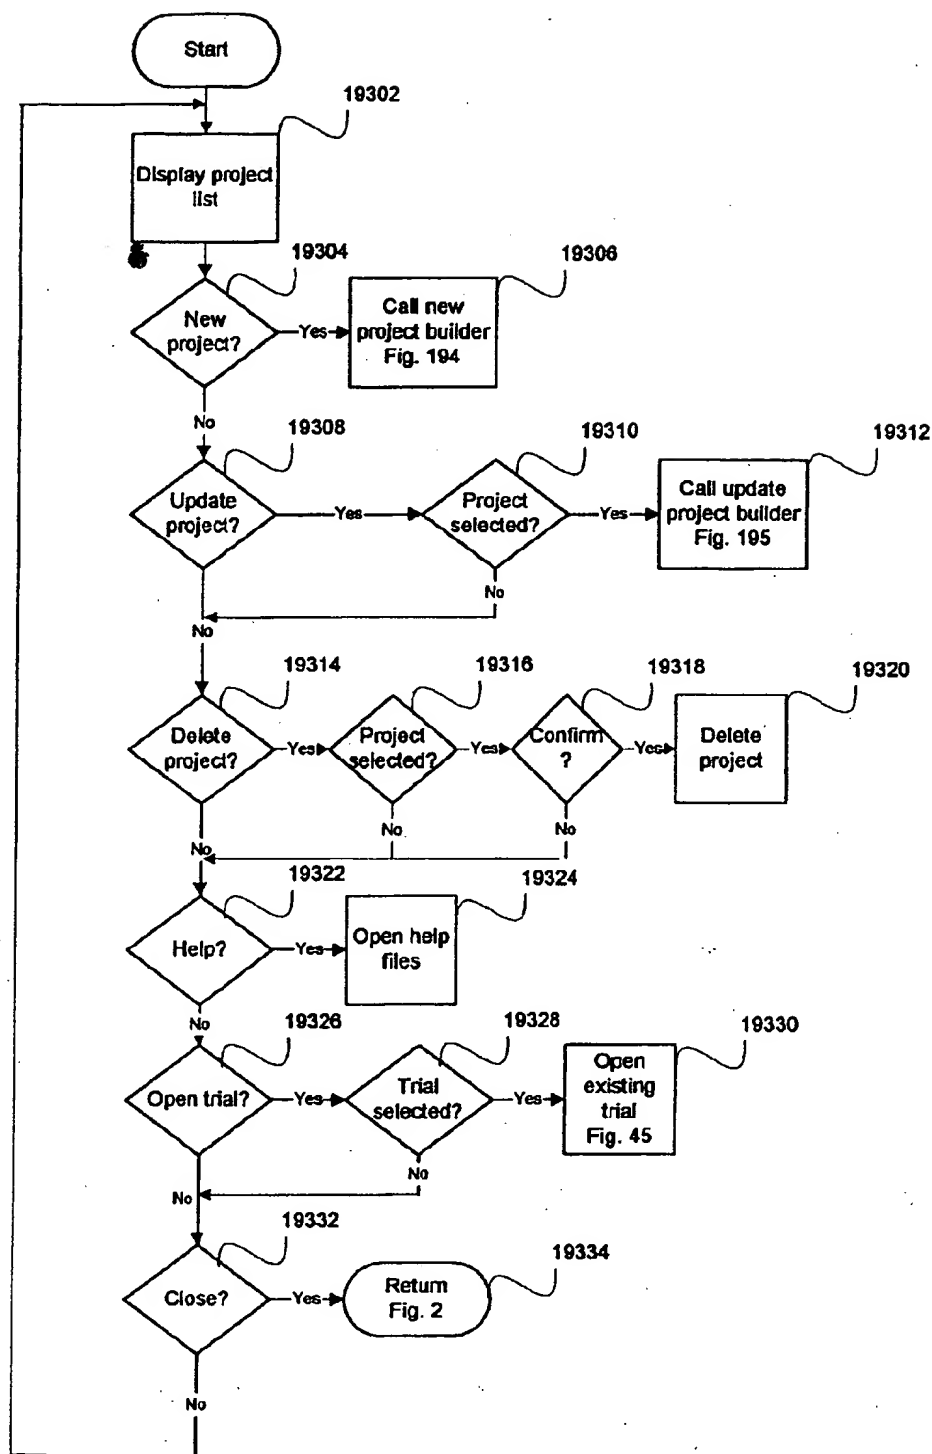 Start
19302
Display project
list
19304
New
project?
Yes
19306
Call new
project builder
Fig. 194
No
19308
Update
project?
Yes
19310
Project
selected?
Yes
19312
Call update
project builder
Fig. 195
No
No
19314
Delete
project?
Yes
19316
Project
selected?
Yes
19318
Confirm
?
Yes
19320
Delete
project
No
No
No
19322
Help?
Yes
19324
Open help
files
No
19326
Open trial?
Yes
19328
Trial
selected?
Yes
19330
Open
existing
trial
Fig. 45
No
No
19332
Close?
Yes
19334
Return
Fig. 2
No